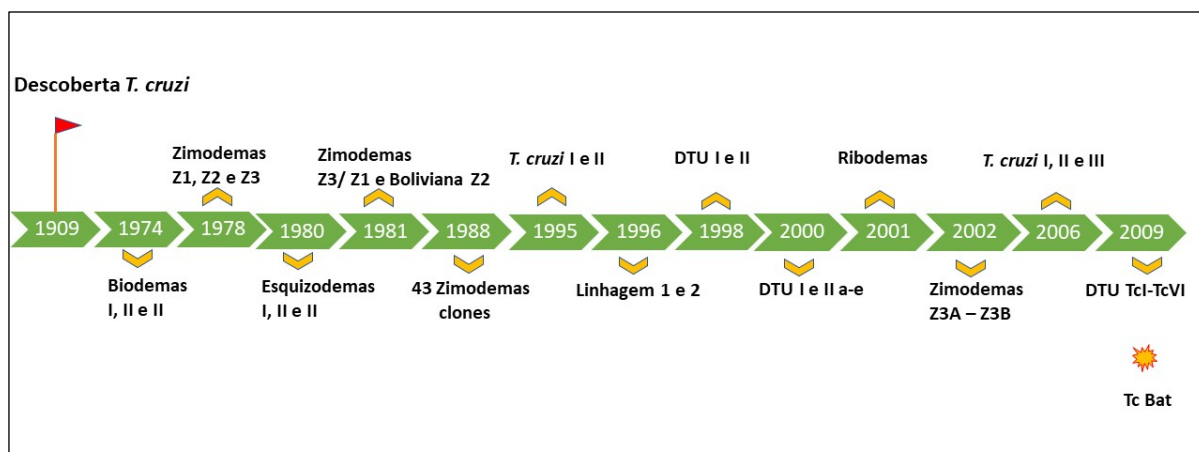 Descoberta T. cruzi
Zimodemas
Z1, Z2 e Z3
Zimodemas
Z3/ Z1 e Boliviana Z2
T. cruzi I e II
DTU I e II
Ribodemas
T. cruzi I, II e III
1909
1974
1978
1980
1981
1988
1995
1996
1998
2000
2001
2002
2006
2009
Biodemas
I, II e II
Esquizodemas
I, II e II
43 Zimodemas
clones
Linhagem 1 e 2
DTU I e II a-e
Zimodemas
Z3A – Z3B
DTU TcI-TcVI
Tc Bat